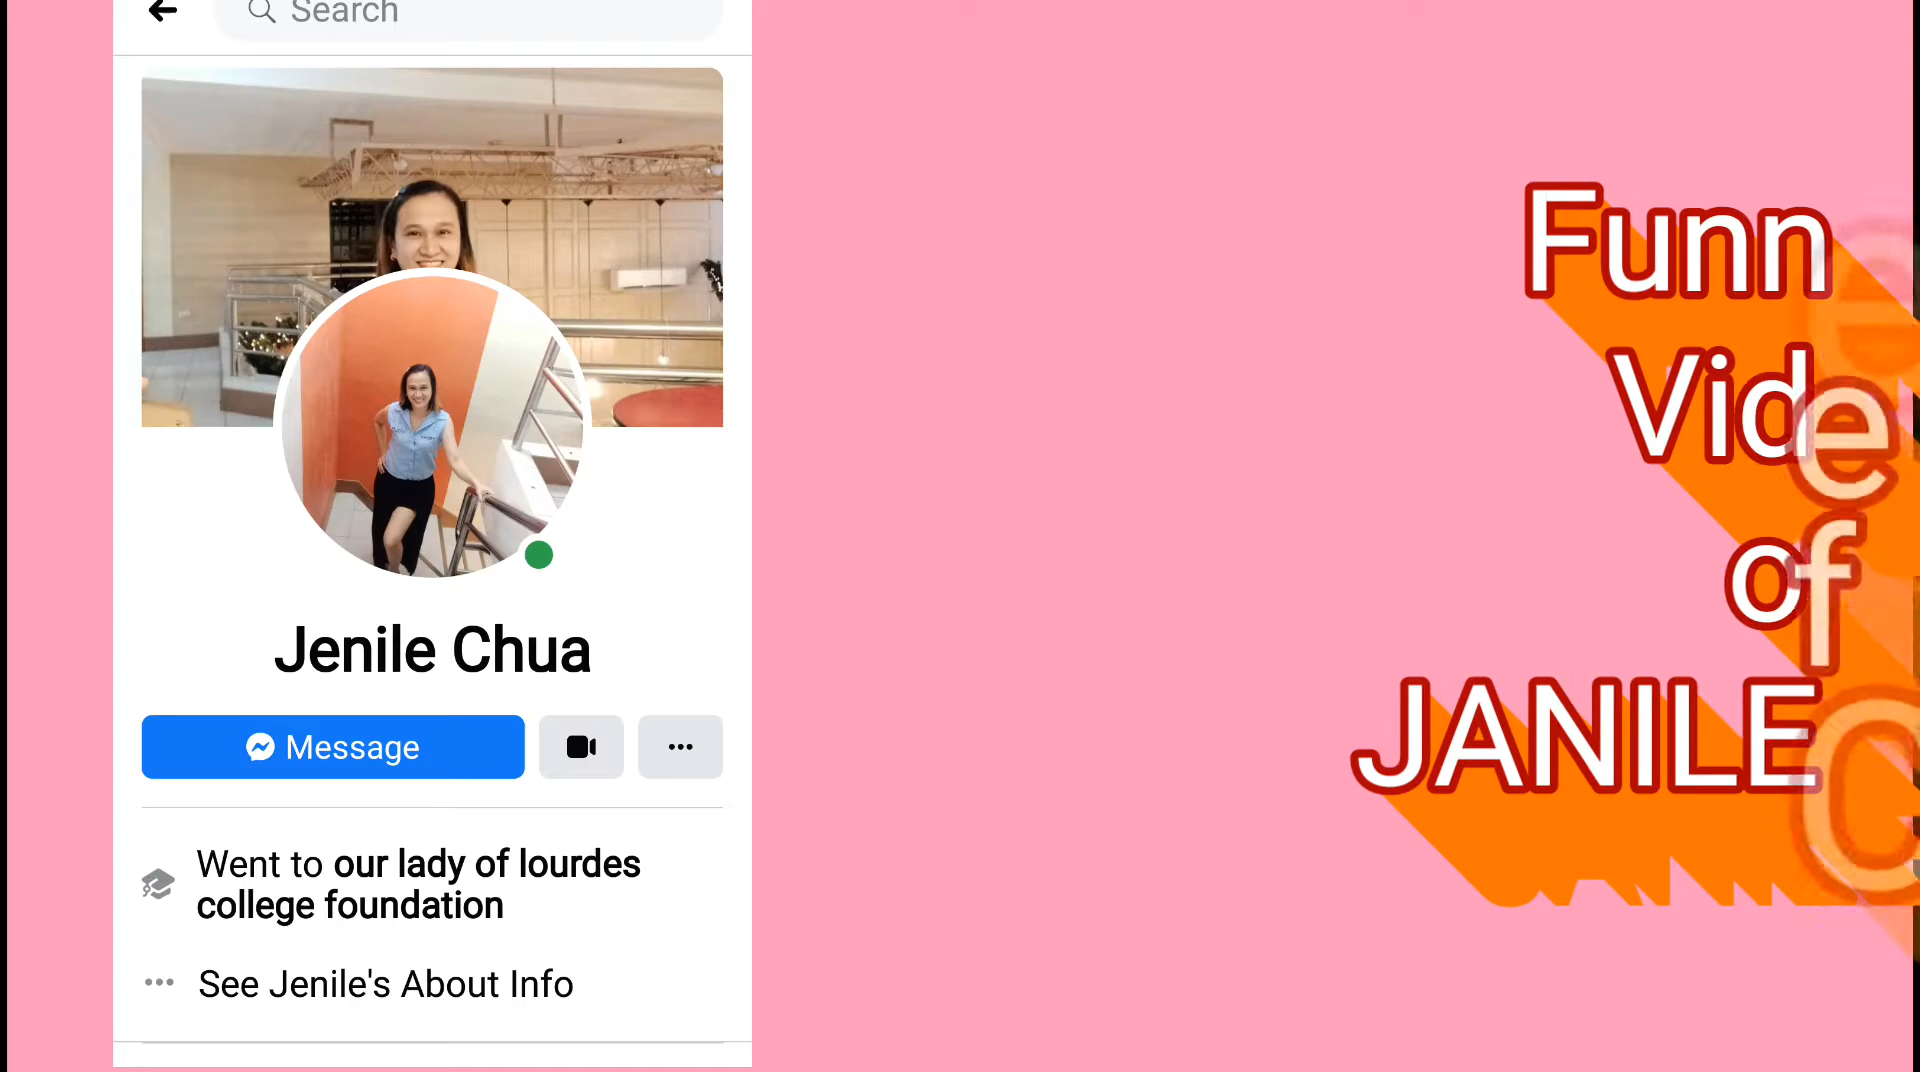 Search
Jenile Chua
Message
Went to our lady of lourdes
college foundation
See Jenile's About Info
Funn
Vide
of
JANILE C